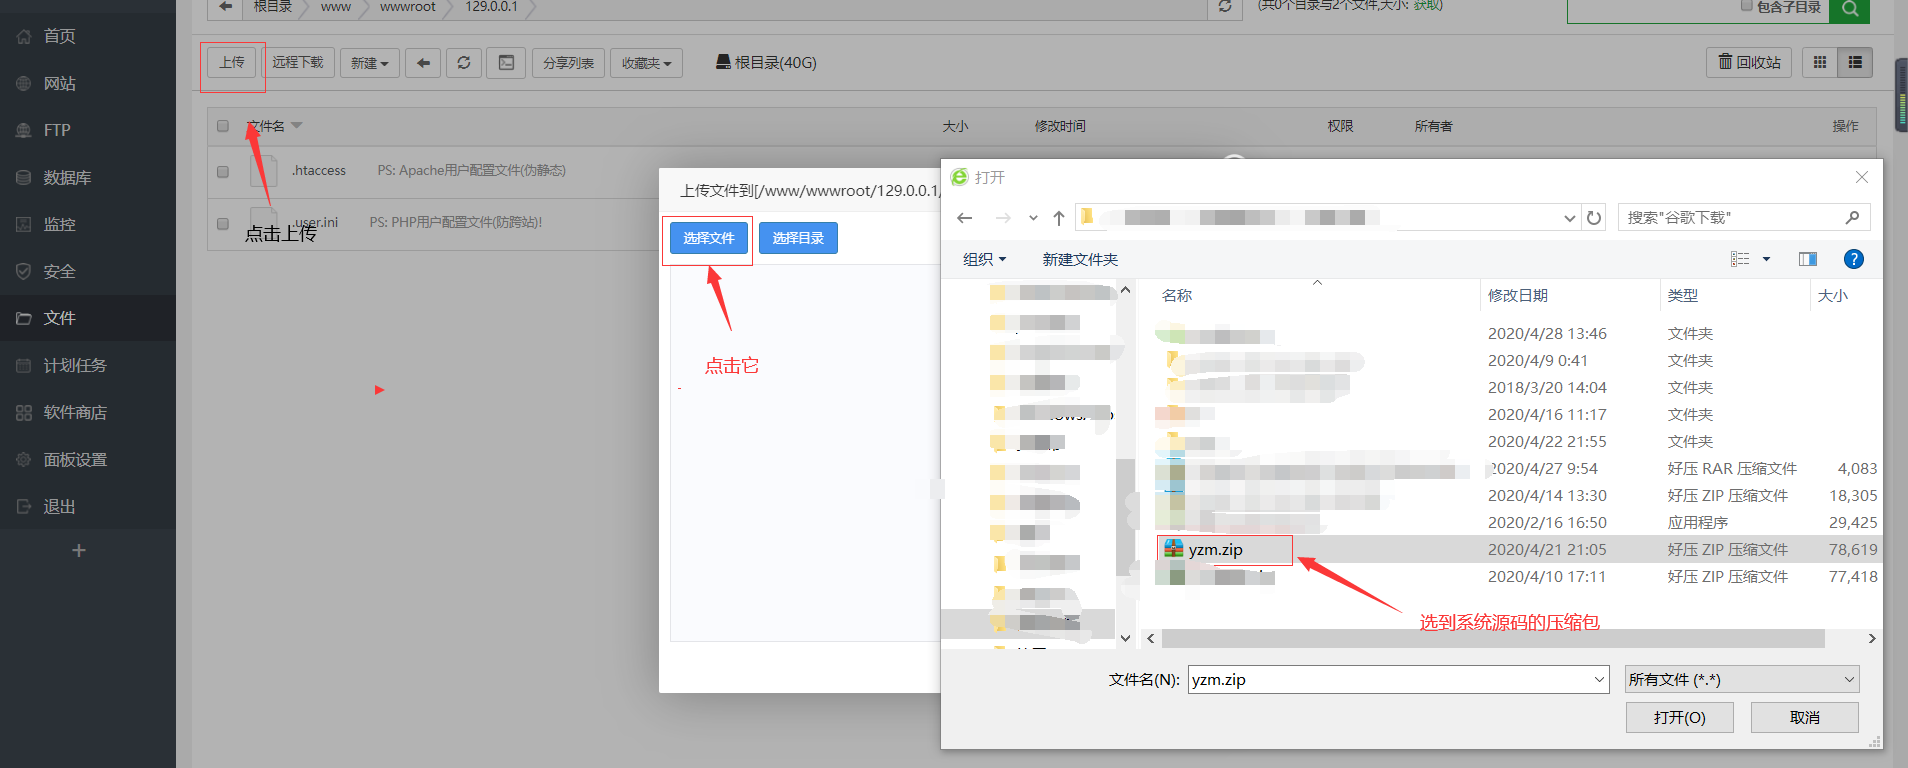 根目录 www wwwroot 129.0.0.1
(共0个目录与2个文件,大小: 获取)
包含子目录
首页
网站
FTP
数据库
监控
安全
文件
计划任务
软件商店
面板设置
退出
+
上传 远程下载 新建 分享列表 收藏夹 根目录(40G) 回收站
文件名 大小 修改时间 权限 所有者 操作
.htaccess PS: Apache用户配置文件(伪静态)
.user.ini PS: PHP用户配置文件(防跨站)!
点击上传
上传文件到[/www/wwwroot/129.0.0.1/
选择文件 选择目录
点击它
打开
搜索"谷歌下载"
组织 新建文件夹
?
名称 修改日期 类型 大小
2020/4/28 13:46 文件夹
2020/4/9 0:41 文件夹
2018/3/20 14:04 文件夹
2020/4/16 11:17 文件夹
2020/4/22 21:55 文件夹
2020/4/27 9:54 好压 RAR 压缩文件 4,083
2020/4/14 13:30 好压 ZIP 压缩文件 18,305
2020/2/16 16:50 应用程序 29,425
yzm.zip 2020/4/21 21:05 好压 ZIP 压缩文件 78,619
2020/4/10 17:11 好压 ZIP 压缩文件 77,418
选到系统源码的压缩包
文件名(N): yzm.zip 所有文件 (*.*)
打开(O) 取消